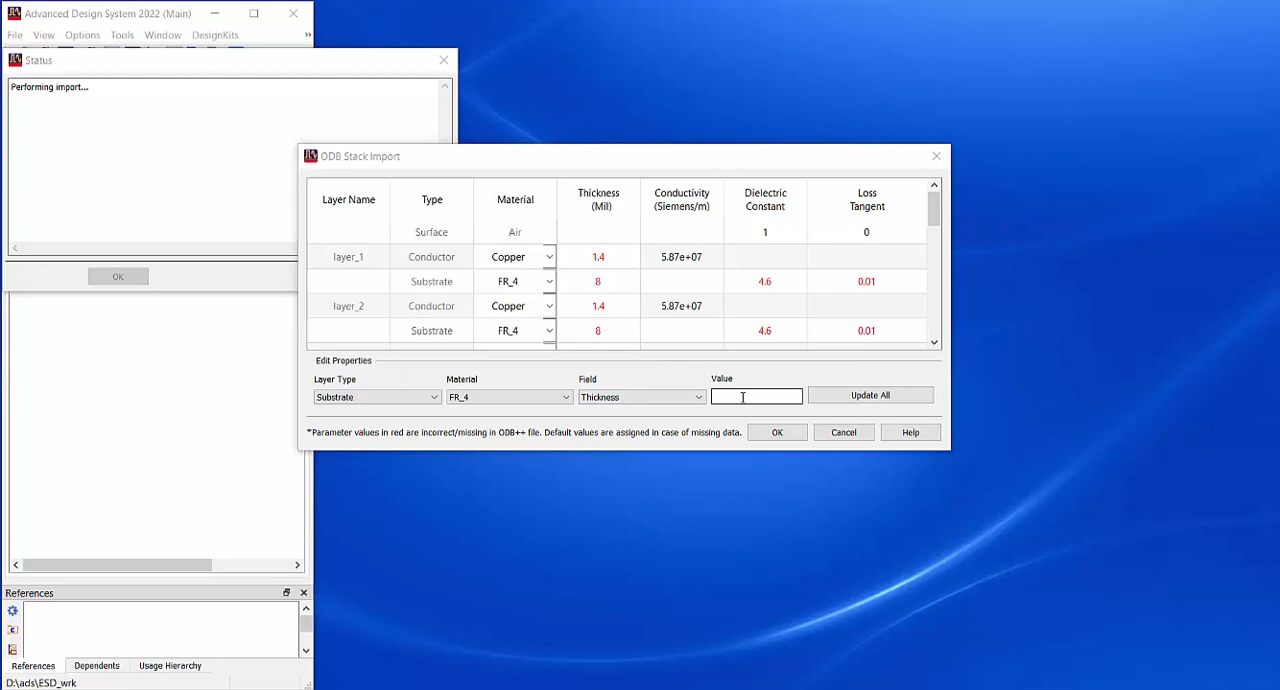 Advanced Design System 2022 (Main)
File View Options Tools Window DesignKits »
Status
Performing import...
OK
ODB Stack Import
Layer Name Type Material Thickness (Mil) Conductivity (Siemens/m) Dielectric Constant Loss Tangent
Surface Air 1 0
layer_1 Conductor Copper 1.4 5.87e+07
Substrate FR_4 8 4.6 0.01
layer_2 Conductor Copper 1.4 5.87e+07
Substrate FR_4 8 4.6 0.01
Edit Properties
Layer Type Material Field Value
Substrate FR_4 Thickness Update All
*Parameter values in red are incorrect/missing in ODB++ file. Default values are assigned in case of missing data. OK Cancel Help
References
References Dependents Usage Hierarchy
D:\ads\ESD_wrk